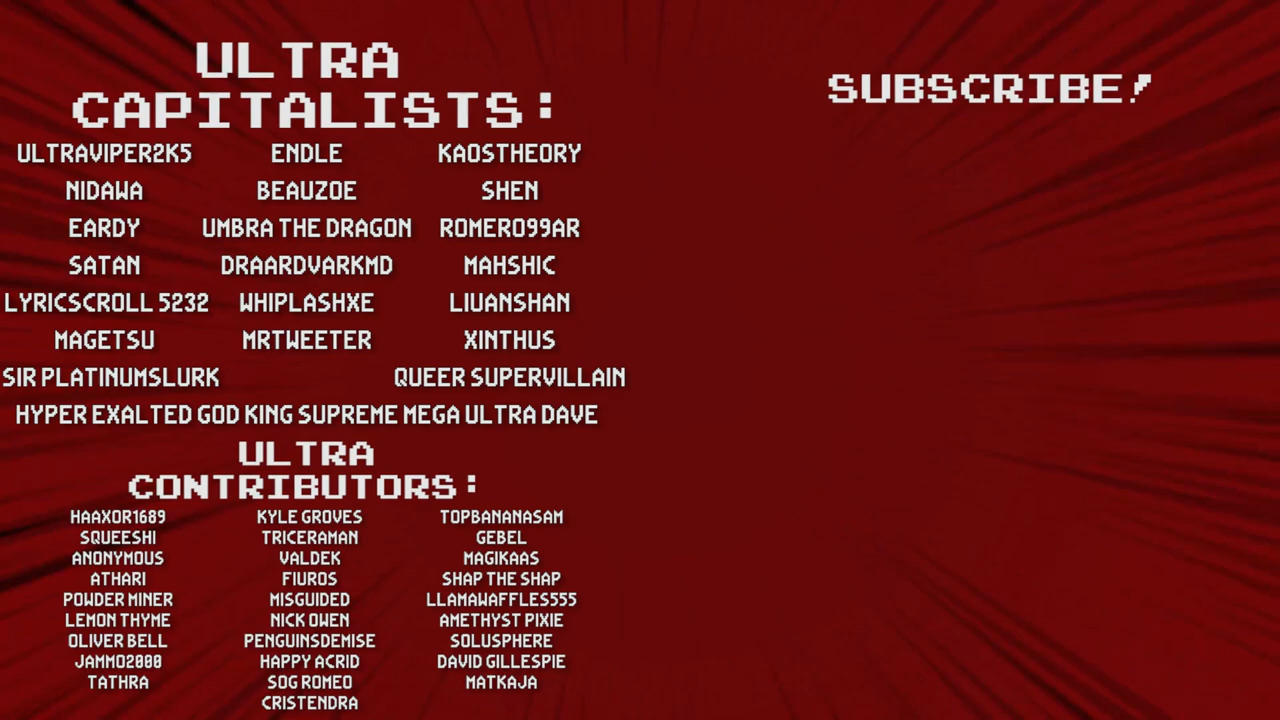 ULTRA
CAPITALISTS:
SUBSCRIBE!
ULTRAVIPER2K5 ENDLE KAOSTHEORY
NIDAWA BEAUZOE SHEN
EARDY UMBRA THE DRAGON ROMERO99AR
SATAN DRAARDVARKMD MAHSHIC
LYRICSCROLL 5232 WHIPLASHXE LIUANSHAN
MAGETSU MRTWEETER XINTHUS
SIR PLATINUMSLURK QUEER SUPERVILLAIN
HYPER EXALTED GOD KING SUPREME MEGA ULTRA DAVE
ULTRA
CONTRIBUTORS:
HAAXOR1689 KYLE GROVES TOPBANANASAM
SQUEESHI TRICERAMAN GEBEL
ANONYMOUS VALDEK MAGIKAAS
ATHARI FIUROS SHAP THE SHAP
POWDER MINER MISGUIDED LLAMAWAFFLES555
LEMON THYME NICK OWEN AMETHYST PIXIE
OLIVER BELL PENGUINSDEMISE SOLUSPHERE
JAMMO2000 HAPPY ACRID DAVID GILLESPIE
TATHRA SOG ROMEO MATKAJA
CRISTENDRA